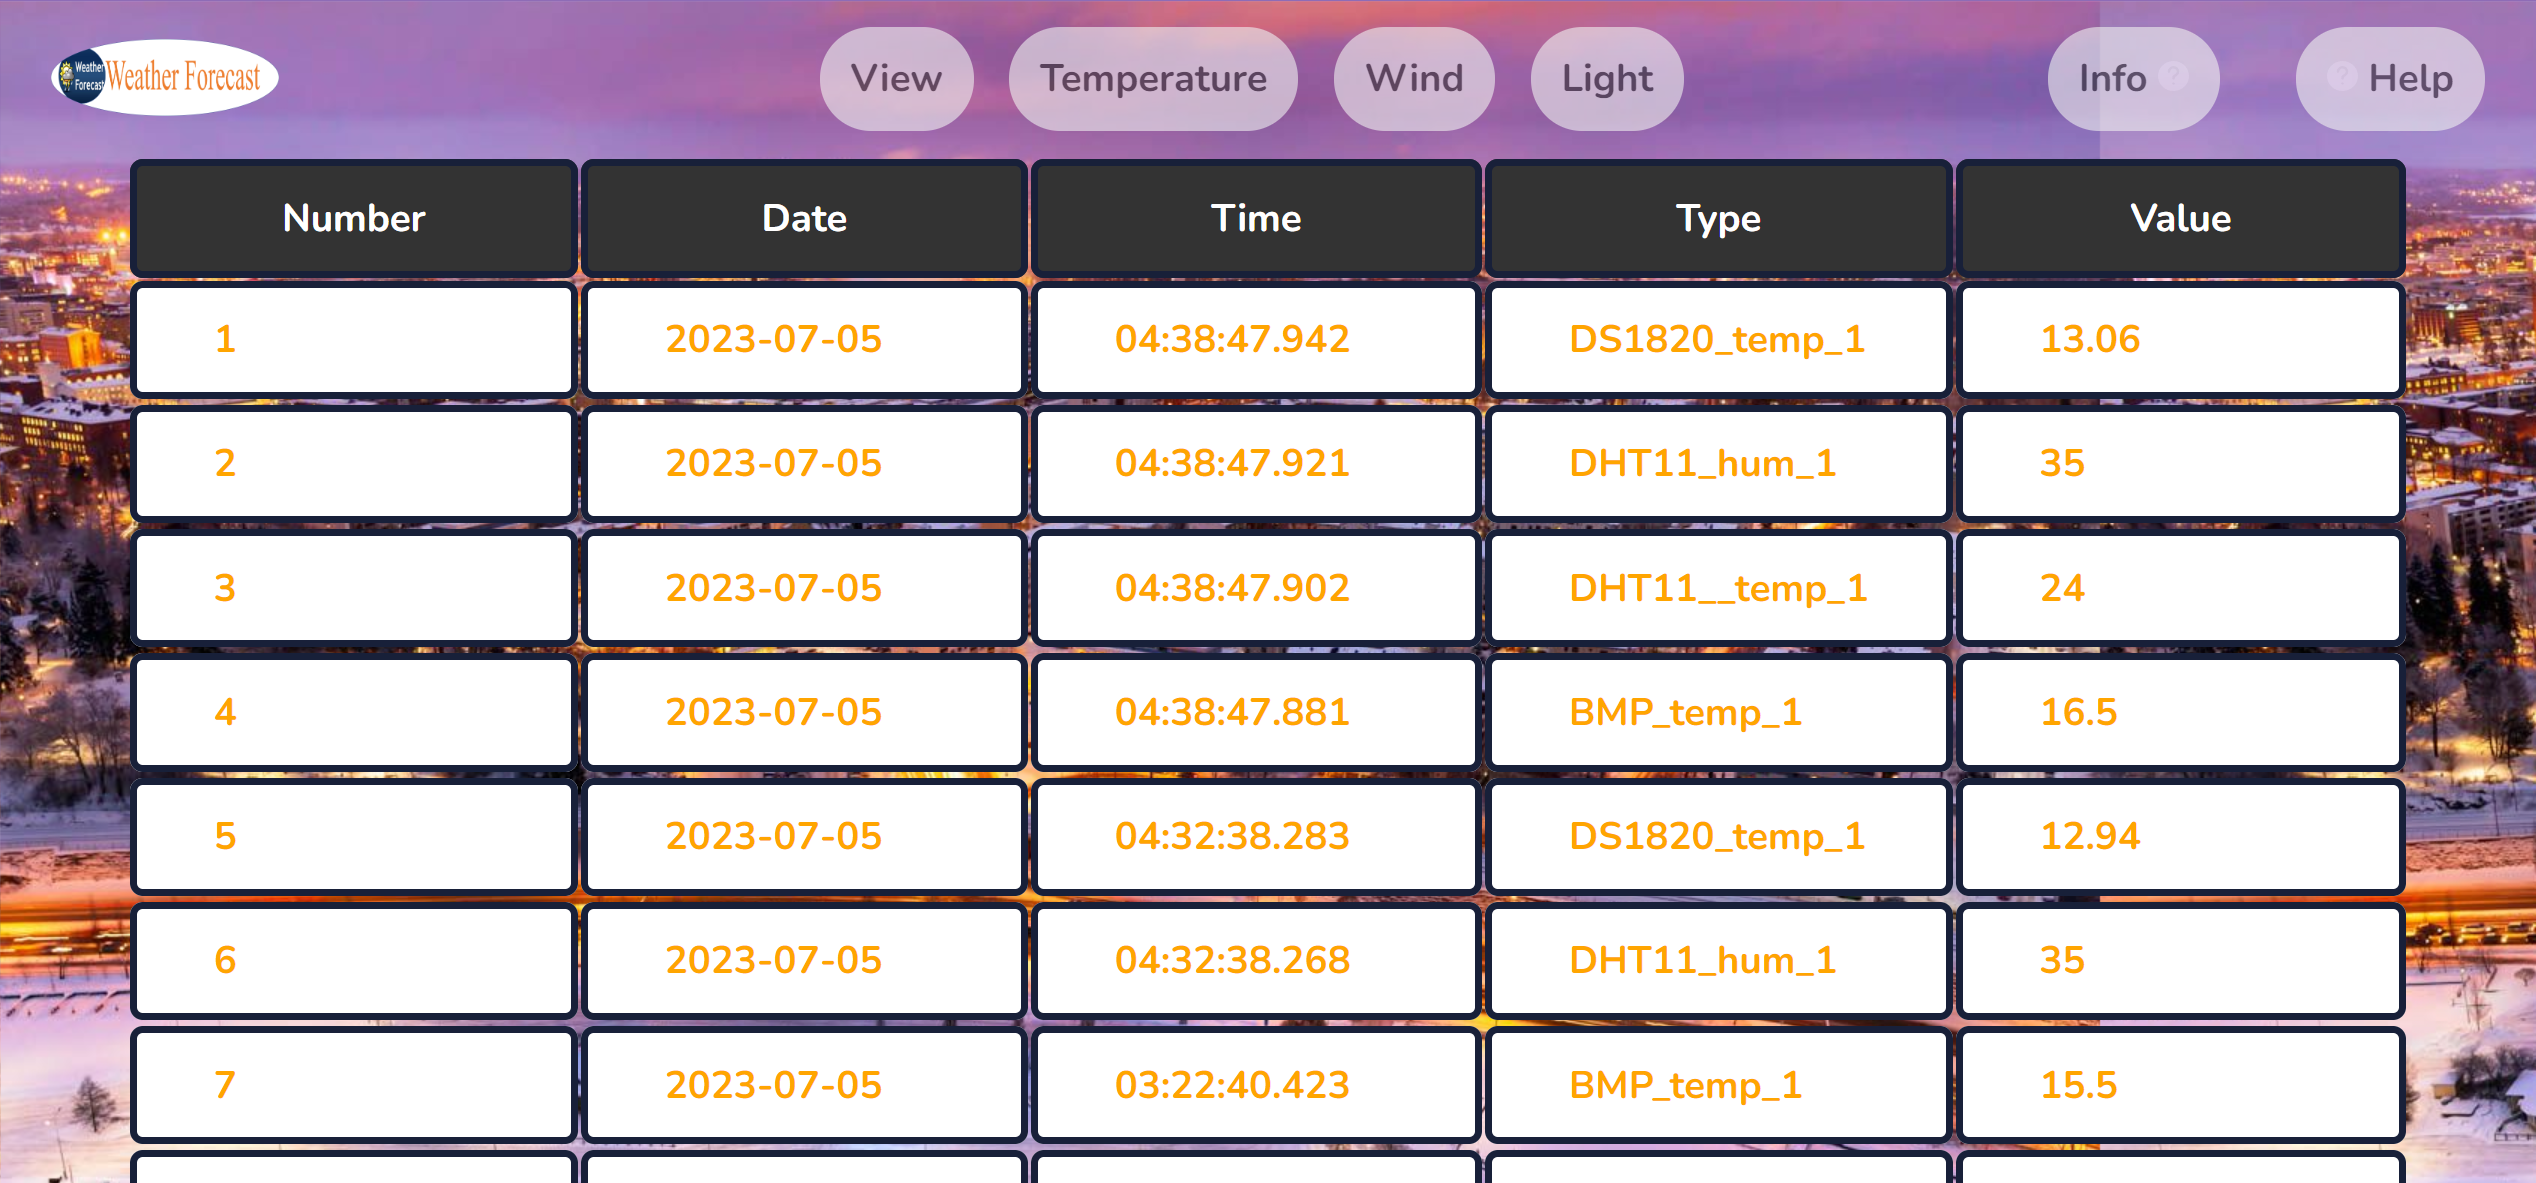 Weather
Forecast
Weather Forecast
View
Temperature
Wind
Light
Info ?
? Help
Number Date Time Type Value
1 2023-07-05 04:38:47.942 DS1820_temp_1 13.06
2 2023-07-05 04:38:47.921 DHT11_hum_1 35
3 2023-07-05 04:38:47.902 DHT11__temp_1 24
4 2023-07-05 04:38:47.881 BMP_temp_1 16.5
5 2023-07-05 04:32:38.283 DS1820_temp_1 12.94
6 2023-07-05 04:32:38.268 DHT11_hum_1 35
7 2023-07-05 03:22:40.423 BMP_temp_1 15.5